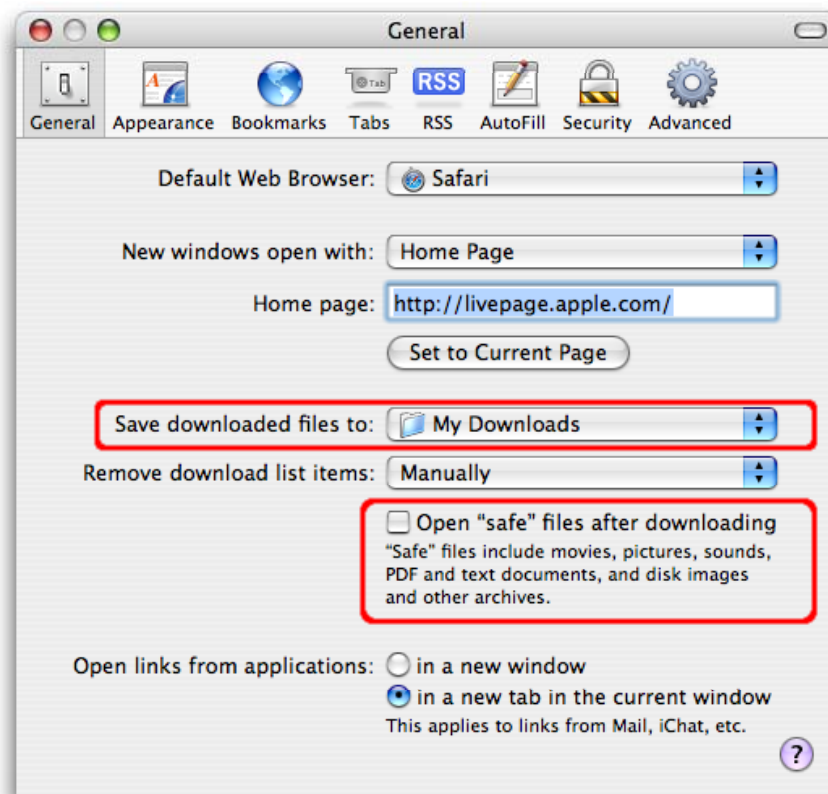 General
General Appearance Bookmarks Tabs RSS AutoFill Security Advanced
Tab
RSS
Default Web Browser: Safari
New windows open with: Home Page
Home page: http://livepage.apple.com/
Set to Current Page
Save downloaded files to: My Downloads
Remove download list items: Manually
Open “safe” files after downloading
“Safe” files include movies, pictures, sounds,
PDF and text documents, and disk images
and other archives.
Open links from applications: in a new window
in a new tab in the current window
This applies to links from Mail, iChat, etc.
?